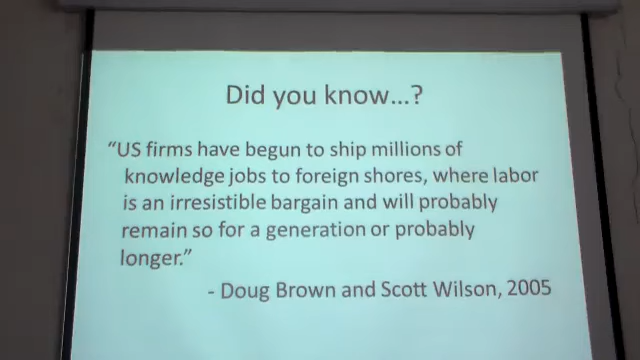 Did you know...?
“US firms have begun to ship millions of
knowledge jobs to foreign shores, where labor
is an irresistible bargain and will probably
remain so for a generation or probably
longer.”
- Doug Brown and Scott Wilson, 2005